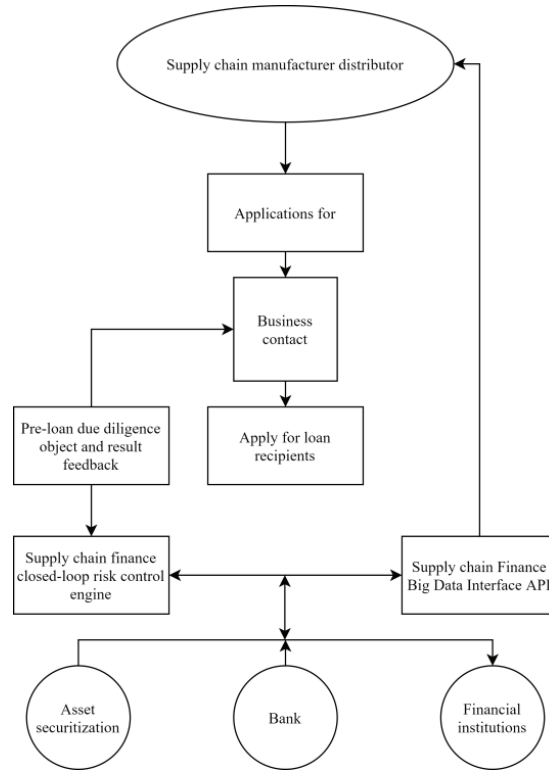 Supply chain manufacturer distributor
Applications for
Business
contact
Pre-loan due diligence
object and result
feedback
Apply for loan
recipients
Supply chain finance
closed-loop risk control
engine
Supply chain Finance
Big Data Interface API
Asset
securitization
Bank
Financial
institutions